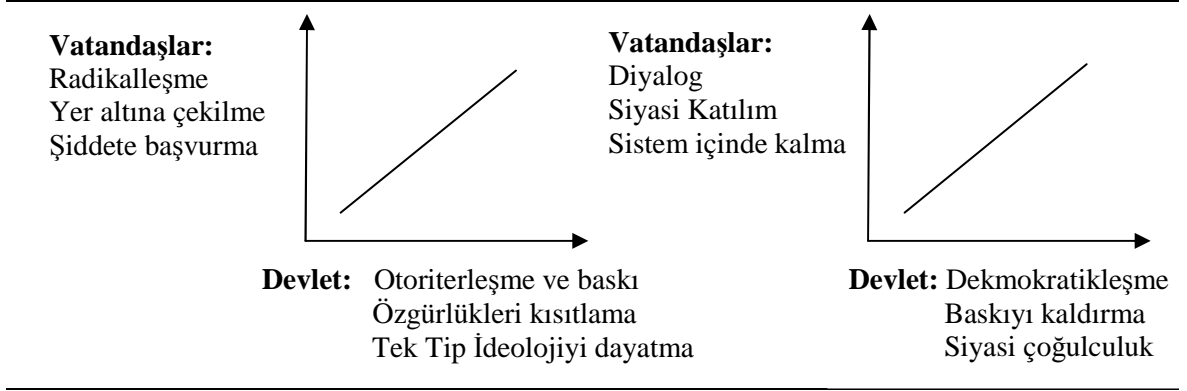 Vatandaşlar:
Radikalleşme
Yer altına çekilme
Şiddete başvurma
Devlet: Otoriterleşme ve baskı
Özgürlükleri kısıtlama
Tek Tip İdeolojiyi dayatma
Vatandaşlar:
Diyalog
Siyasi Katılım
Sistem içinde kalma
Devlet: Dekmokratikleşme
Baskıyı kaldırma
Siyasi çoğulculuk